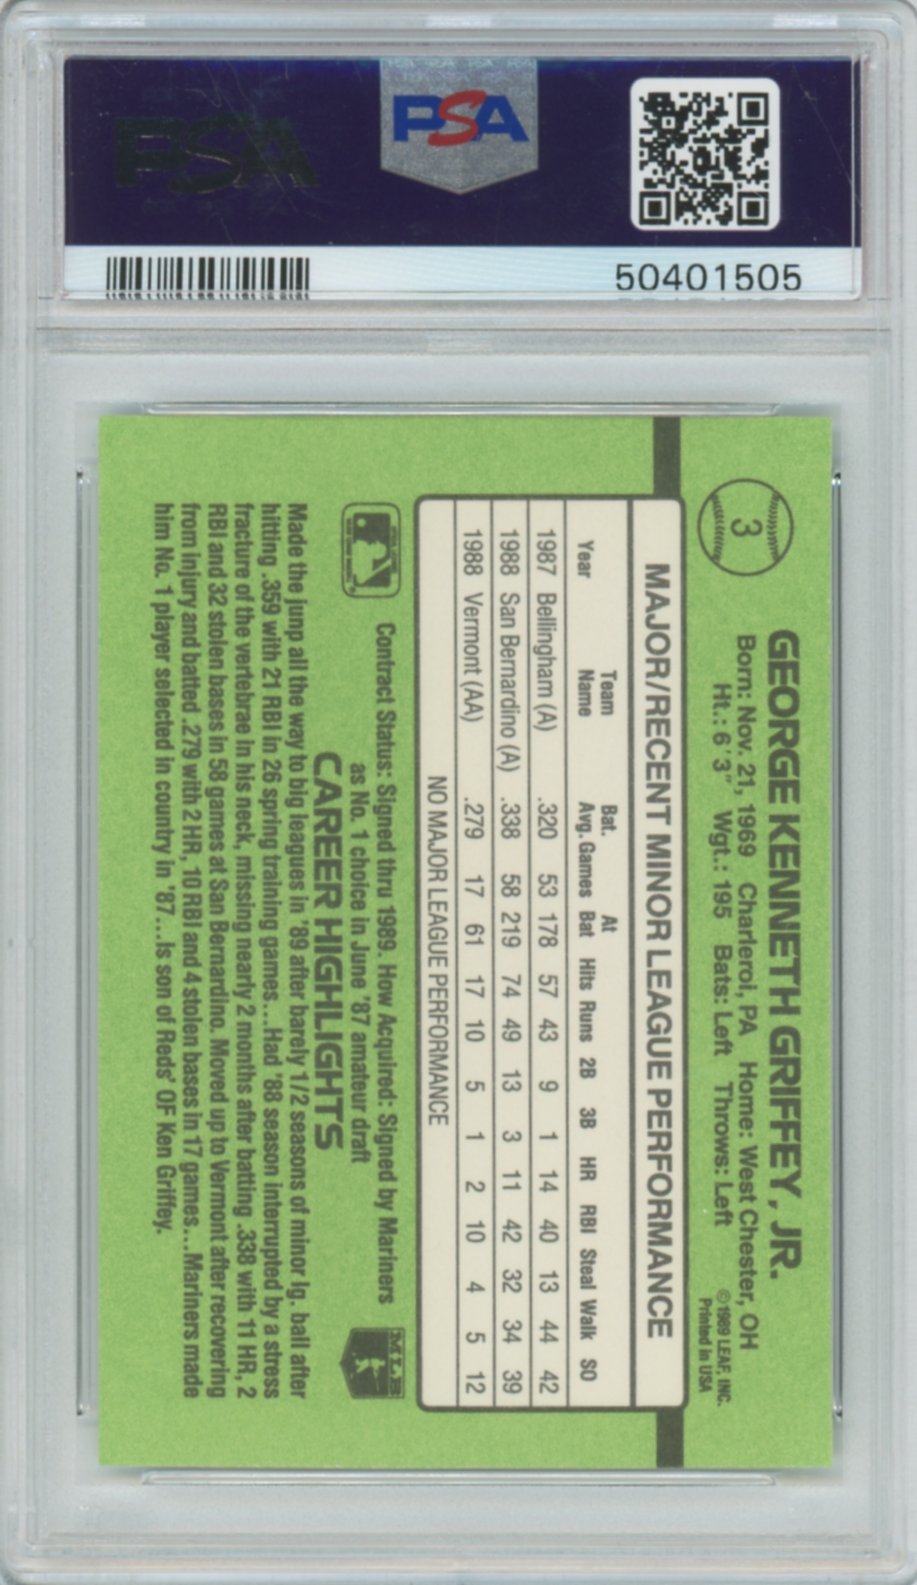 PSA
PSA
50401505
3
GEORGE KENNETH GRIFFEY, JR.
Born: Nov. 21, 1969 Charleroi, PA Home: West Chester, OH
Ht.: 6'3" Wgt.: 195 Bats: Left Throws: Left
©1989 LEAF, INC.
Printed in USA
MAJOR/RECENT MINOR LEAGUE PERFORMANCE
Year Team Name Bat. Avg. Games At Bat Hits Runs 2B 3B HR RBI Steal Walk SO
1987 Bellingham (A) .320 53 178 57 43 9 1 14 40 13 44 42
1988 San Bernardino (A) .338 58 219 74 49 13 3 11 42 32 34 39
1988 Vermont (AA) .279 17 61 17 10 5 1 2 10 4 5 12
NO MAJOR LEAGUE PERFORMANCE
Contract Status: Signed thru 1989. How Acquired: Signed by Mariners
as No. 1 choice in June '87 amateur draft
MLB
CAREER HIGHLIGHTS
Made the junp all the way to big leagues in '89 after barely 1/2 seasons of minor lg. ball after
hitting .359 with 21 RBI in 26 spring training games...Had '88 season interrupted by a stress
fracture of the vertebrae in his neck, missing nearly 2 months after batting .338 with 11 HR, 2
RBI and 32 stolen bases in 58 games at San Bernardino. Moved up to Vermont after recovering
from injury and batted .279 with 2 HR, 10 RBI and 4 stolen bases in 17 games...Mariners made
him No. 1 player selected in country in '87...Is son of Reds' OF Ken Griffey.